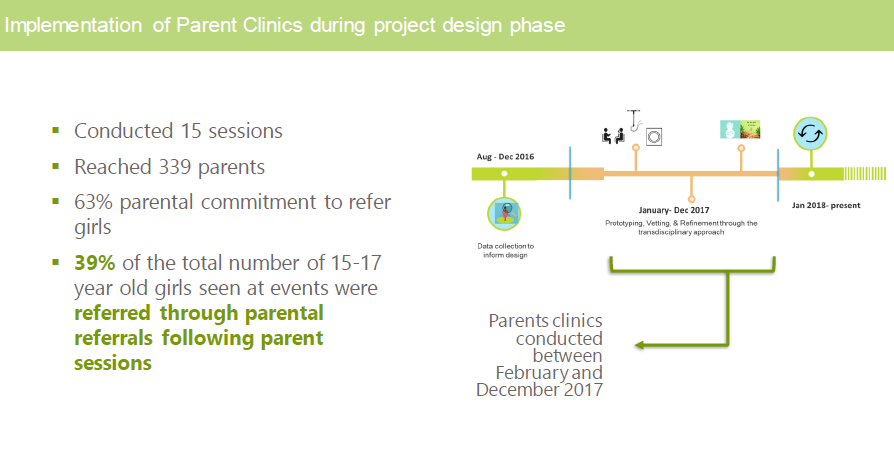 Implementation of Parent Clinics during project design phase
Conducted 15 sessions
Reached 339 parents
63% parental commitment to refer
girls
39% of the total number of 15-17
year old girls seen at events were
referred through parental
referrals following parent
sessions
Aug - Dec 2016
Data collection to
inform design
January- Dec 2017
Prototyping, Vetting, & Refinement through the
transdisciplinary approach
Jan 2018- present
Parents clinics
conducted
between
February and
December 2017